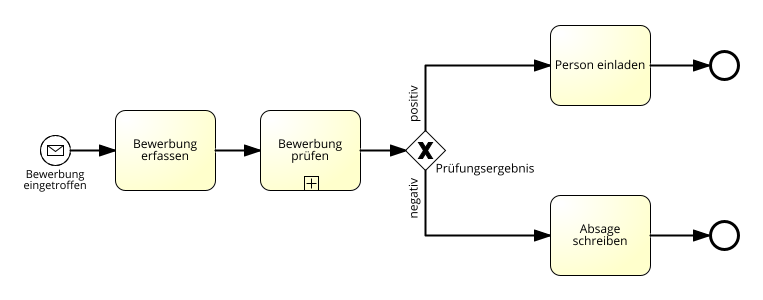 Bewerbung
eingetroffen
Bewerbung
erfassen
Bewerbung
prüfen
positiv
Prüfungsergebnis
negativ
Person einladen
Absage
schreiben